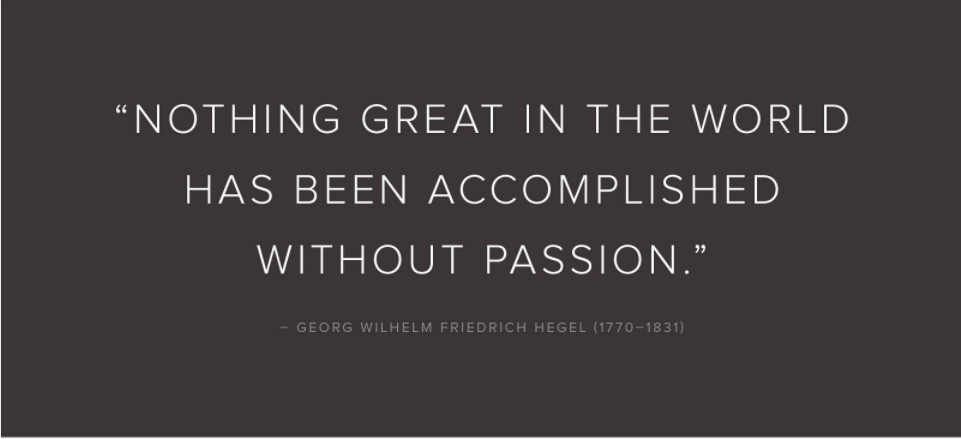 “NOTHING GREAT IN THE WORLD
HAS BEEN ACCOMPLISHED
WITHOUT PASSION.”
– GEORG WILHELM FRIEDRICH HEGEL (1770–1831)